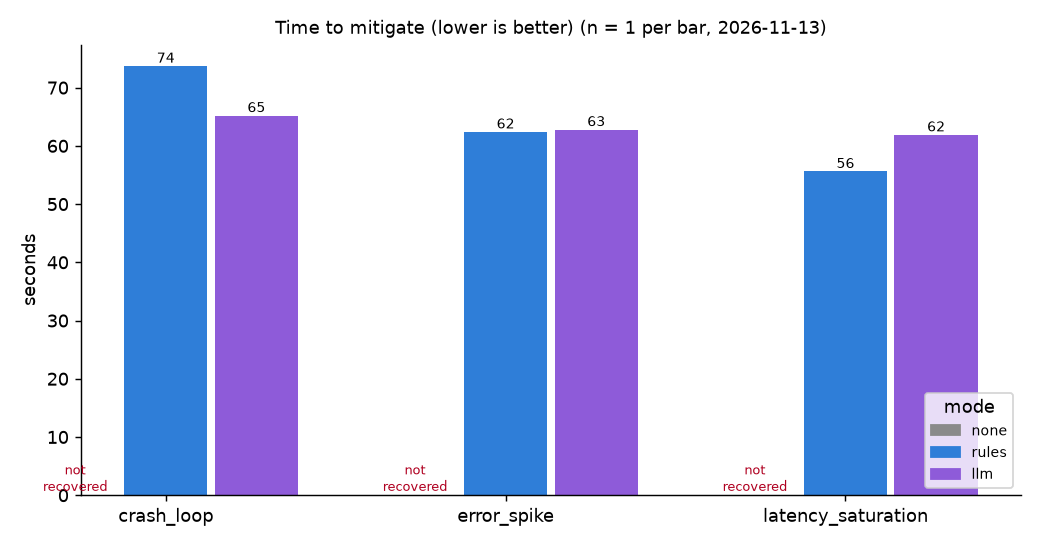 Time to mitigate (lower is better) (n = 1 per bar, 2026-11-13)
seconds
70
60
50
40
30
20
10
0
74
65
62
63
56
62
not
recovered
not
recovered
not
recovered
mode
none
rules
llm
crash_loop
error_spike
latency_saturation